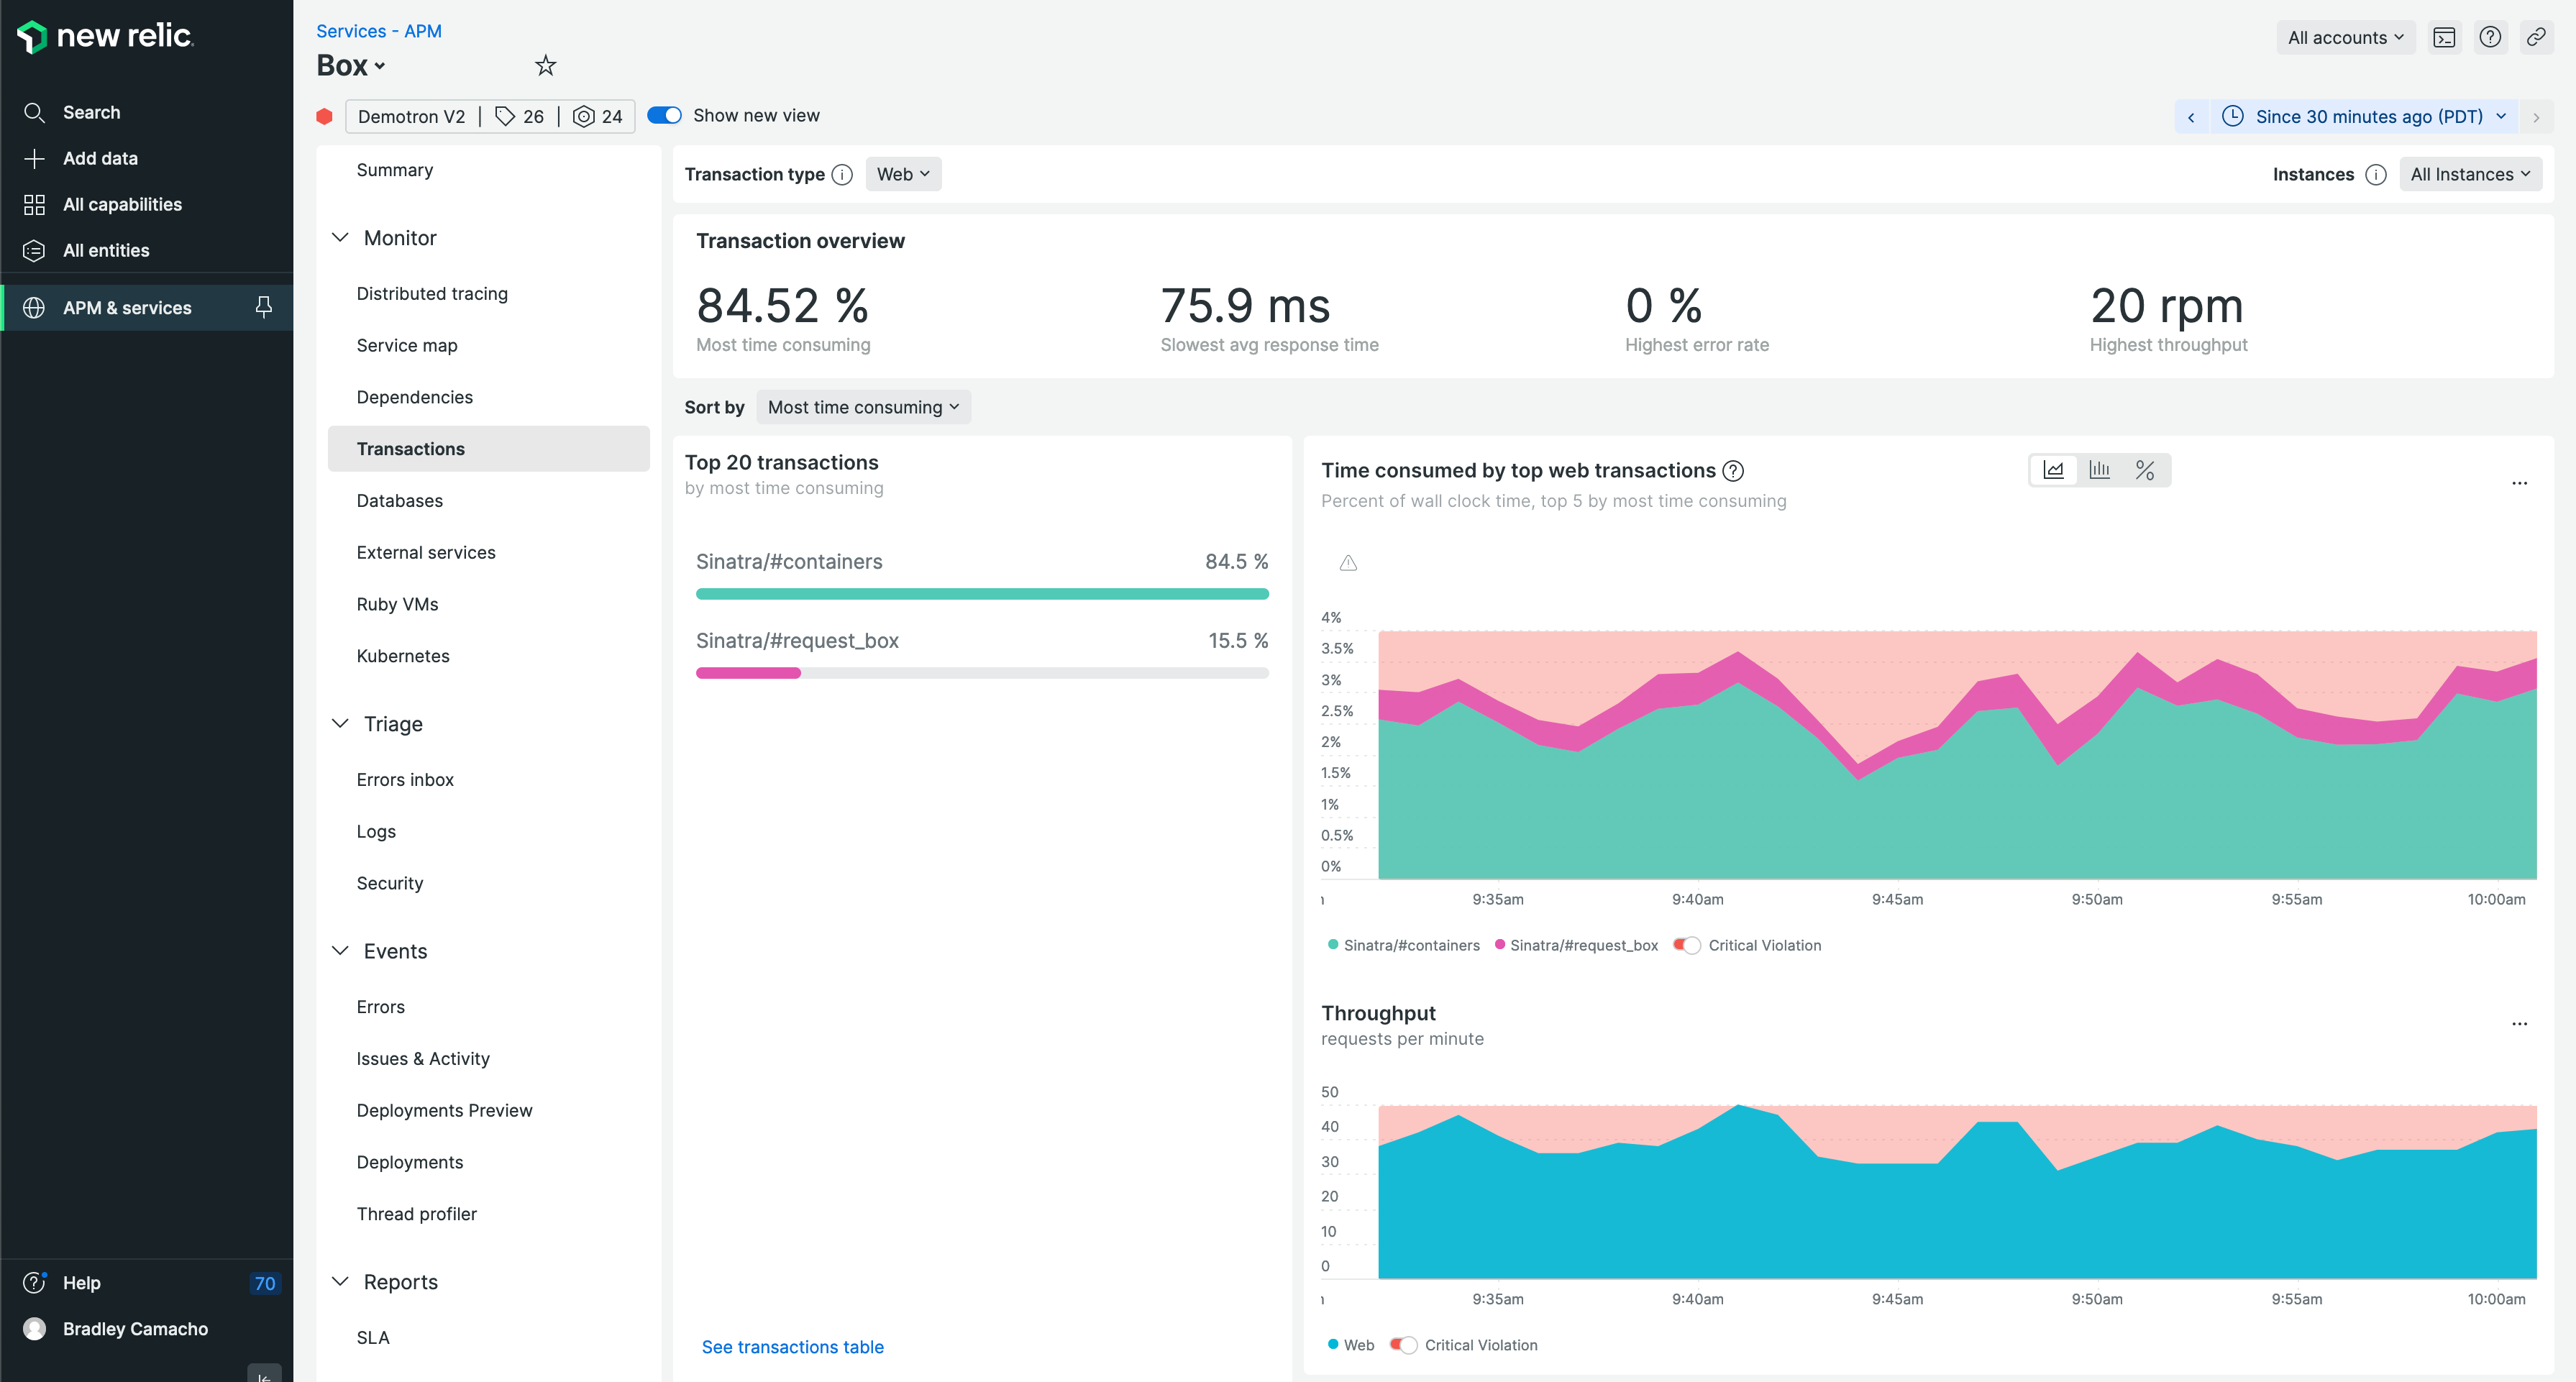 new relic.
Search
Add data
All capabilities
All entities
APM & services
Help 70
Bradley Camacho
Services - APM
Box
All accounts
Demotron V2 | 26 | 24
Show new view
Since 30 minutes ago (PDT)
Summary
Monitor
Distributed tracing
Service map
Dependencies
Transactions
Databases
External services
Ruby VMs
Kubernetes
Triage
Errors inbox
Logs
Security
Events
Errors
Issues & Activity
Deployments Preview
Deployments
Thread profiler
Reports
SLA
Transaction type Web
Instances All Instances
Transaction overview
84.52 %
Most time consuming
75.9 ms
Slowest avg response time
0 %
Highest error rate
20 rpm
Highest throughput
Sort by Most time consuming
Top 20 transactions
by most time consuming
Sinatra/#containers 84.5 %
Sinatra/#request_box 15.5 %
See transactions table
Time consumed by top web transactions
%
Percent of wall clock time, top 5 by most time consuming
4%
3.5%
3%
2.5%
2%
1.5%
1%
0.5%
0%
9:35am 9:40am 9:45am 9:50am 9:55am 10:00am
Sinatra/#containers Sinatra/#request_box Critical Violation
Throughput
requests per minute
50
40
30
20
10
0
9:35am 9:40am 9:45am 9:50am 9:55am 10:00am
Web Critical Violation